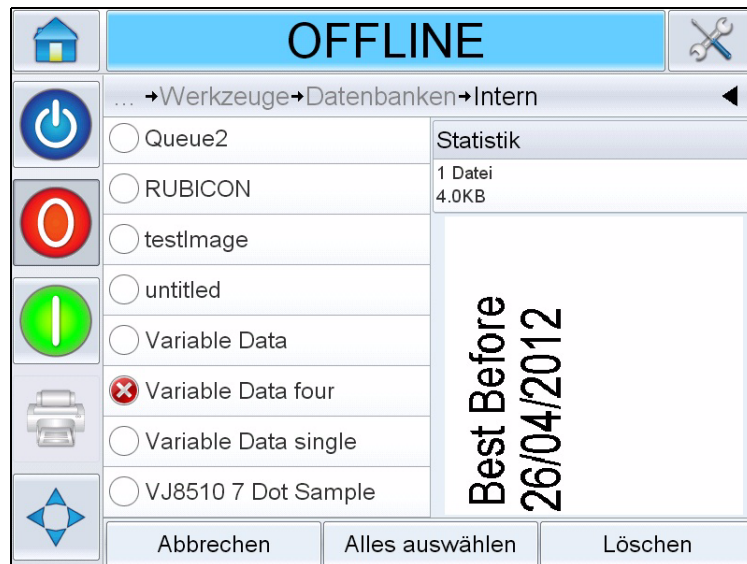 OFFLINE
... →Werkzeuge→Datenbanken→Intern
Queue2
RUBICON
testImage
untitled
Variable Data
Variable Data four
Variable Data single
VJ8510 7 Dot Sample
Statistik
1 Datei
4.0KB
Best Before
26/04/2012
Abbrechen
Alles auswählen
Löschen